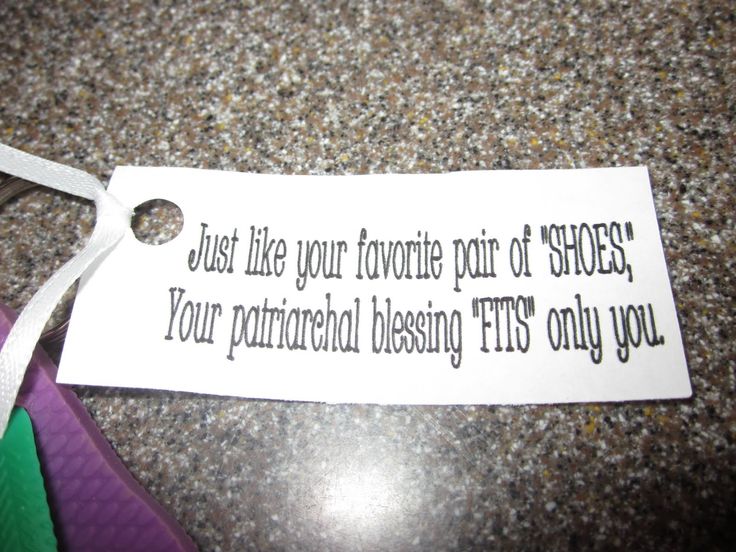 Just like your favorite pair of "SHOES,"
Your patriarchal blessing "FITS" only you.